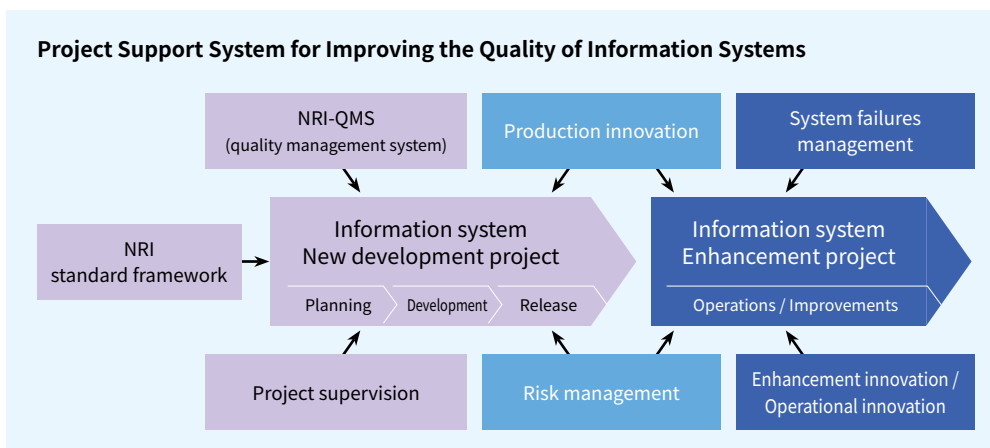 Project Support System for Improving the Quality of Information Systems
NRI-QMS
(quality management system)
Production innovation
System failures
management
NRI
standard framework
Information system
New development project
Planning
Development
Release
Information system
Enhancement project
Operations / Improvements
Project supervision
Risk management
Enhancement innovation /
Operational innovation